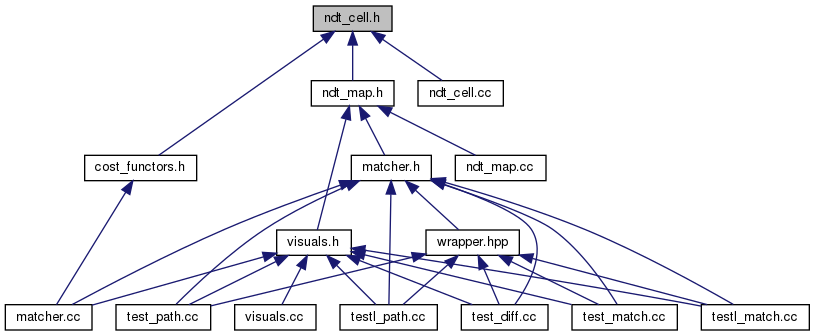 ndt_cell.h
ndt_map.h
ndt_cell.cc
cost_functors.h
matcher.h
ndt_map.cc
visuals.h
wrapper.hpp
matcher.cc
test_path.cc
visuals.cc
testl_path.cc
test_diff.cc
test_match.cc
testl_match.cc